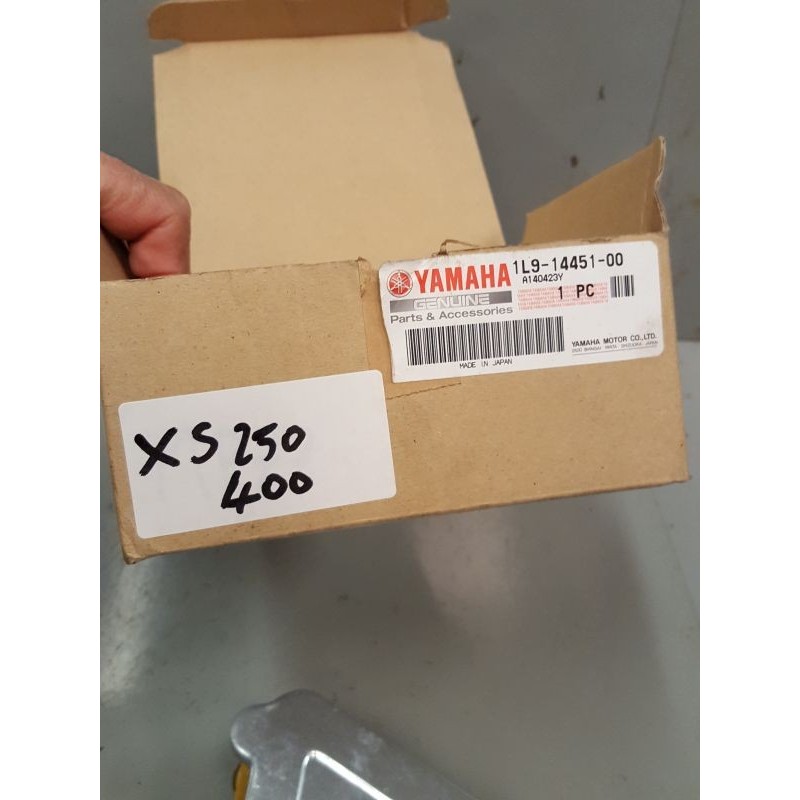 YAMAHA
1L9-14451-00
A140423Y
GENUINE
1 PC
Parts & Accessories
MADE IN JAPAN
YAMAHA MOTOR CO.,LTD.
XS 250
400